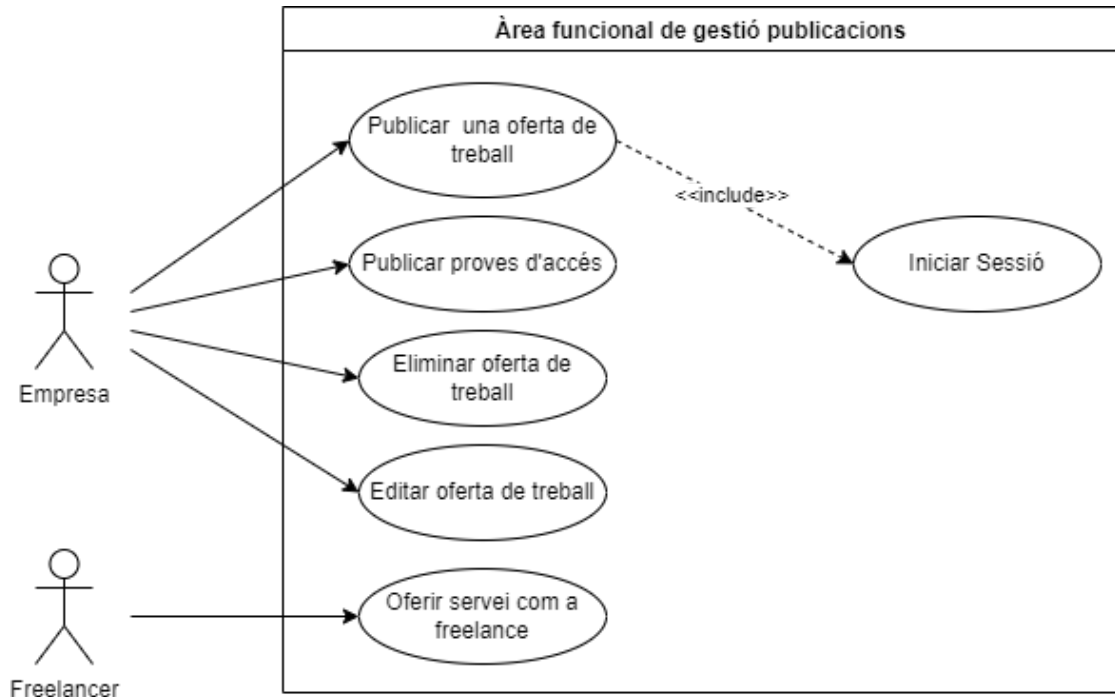 Àrea funcional de gestió publicacions
Publicar una oferta de
treball
<<include>>
Publicar proves d'accés
Iniciar Sessió
Eliminar oferta de
treball
Empresa
Editar oferta de treball
Oferir servei com a
freelance
Freelancer